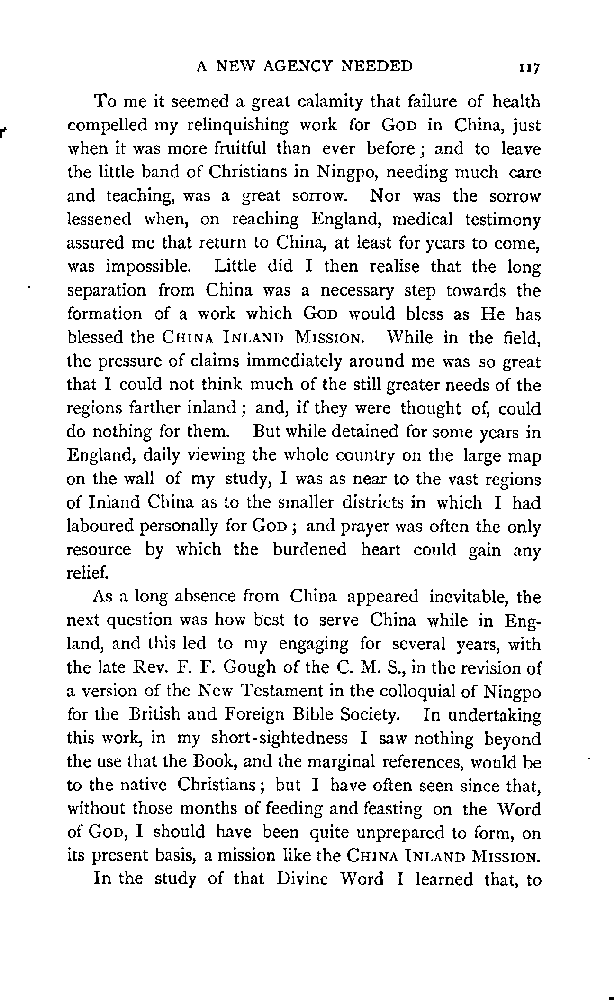 A NEW AGENCY NEEDED 117
To me it seemed a great calamity that failure of health
compelled my relinquishing work for GOD in China, just
when it was more fruitful than ever before; and to leave
the little band of Christians in Ningpo, needing much care
and teaching, was a great sorrow. Nor was the sorrow
lessened when, on reaching England, medical testimony
assured me that return to China, at least for years to come,
was impossible. Little did I then realise that the long
separation from China was a necessary step towards the
formation of a work which GOD would bless as He has
blessed the CHINA INLAND MISSION. While in the field,
the pressure of claims immediately around me was so great
that I could not think much of the still greater needs of the
regions farther inland; and, if they were thought of, could
do nothing for them. But while detained for some years in
England, daily viewing the whole country on the large map
on the wall of my study, I was as near to the vast regions
of Inland China as to the smaller districts in which I had
laboured personally for GOD; and prayer was often the only
resource by which the burdened heart could gain any
relief.
As a long absence from China appeared inevitable, the
next question was how best to serve China while in Eng-
land, and this led to my engaging for several years, with
the late Rev. F. F. Gough of the C. M. S., in the revision of
a version of the New Testament in the colloquial of Ningpo
for the British and Foreign Bible Society. In undertaking
this work, in my short-sightedness I saw nothing beyond
the use that the Book, and the marginal references, would be
to the native Christians; but I have often seen since that,
without those months of feeding and feasting on the Word
of GOD, I should have been quite unprepared to form, on
its present basis, a mission like the CHINA INLAND MISSION.
In the study of that Divine Word I learned that, to